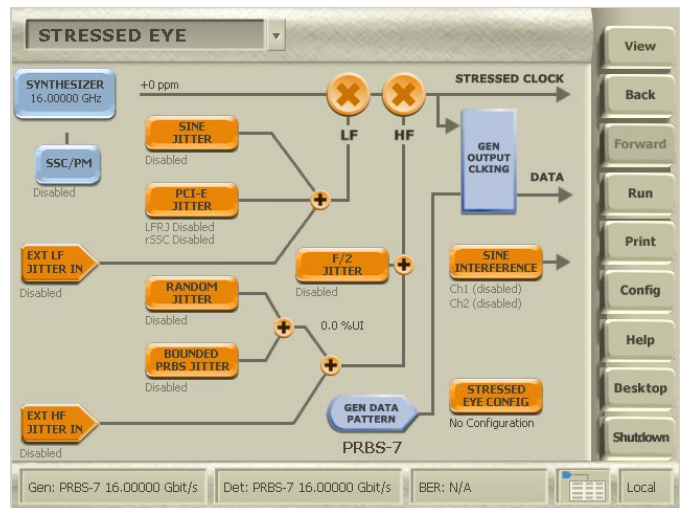 STRESSED EYE
View
SYNTHESIZER
16.00000 GHz
+0 ppm
STRESSED CLOCK
Back
SINE
JITTER
Disabled
LF
HF
GEN
OUTPUT
CLKING
Forward
SSC/PM
Disabled
DATA
PCI-E
JITTER
LFRJ Disabled
rSSC Disabled
Run
Print
EXT LF
JITTER IN
Disabled
F/2
JITTER
Disabled
SINE
INTERFERENCE
Ch1 (disabled)
Ch2 (disabled)
Config
RANDOM
JITTER
Disabled
0.0 %UI
Help
BOUNDED
PRBS JITTER
Disabled
STRESSED
EYE CONFIG
No Configuration
Desktop
EXT HF
JITTER IN
Disabled
GEN DATA
PATTERN
PRBS-7
Shutdown
Gen: PRBS-7 16.00000 Gbit/s
Det: PRBS-7 16.00000 Gbit/s
BER: N/A
Local